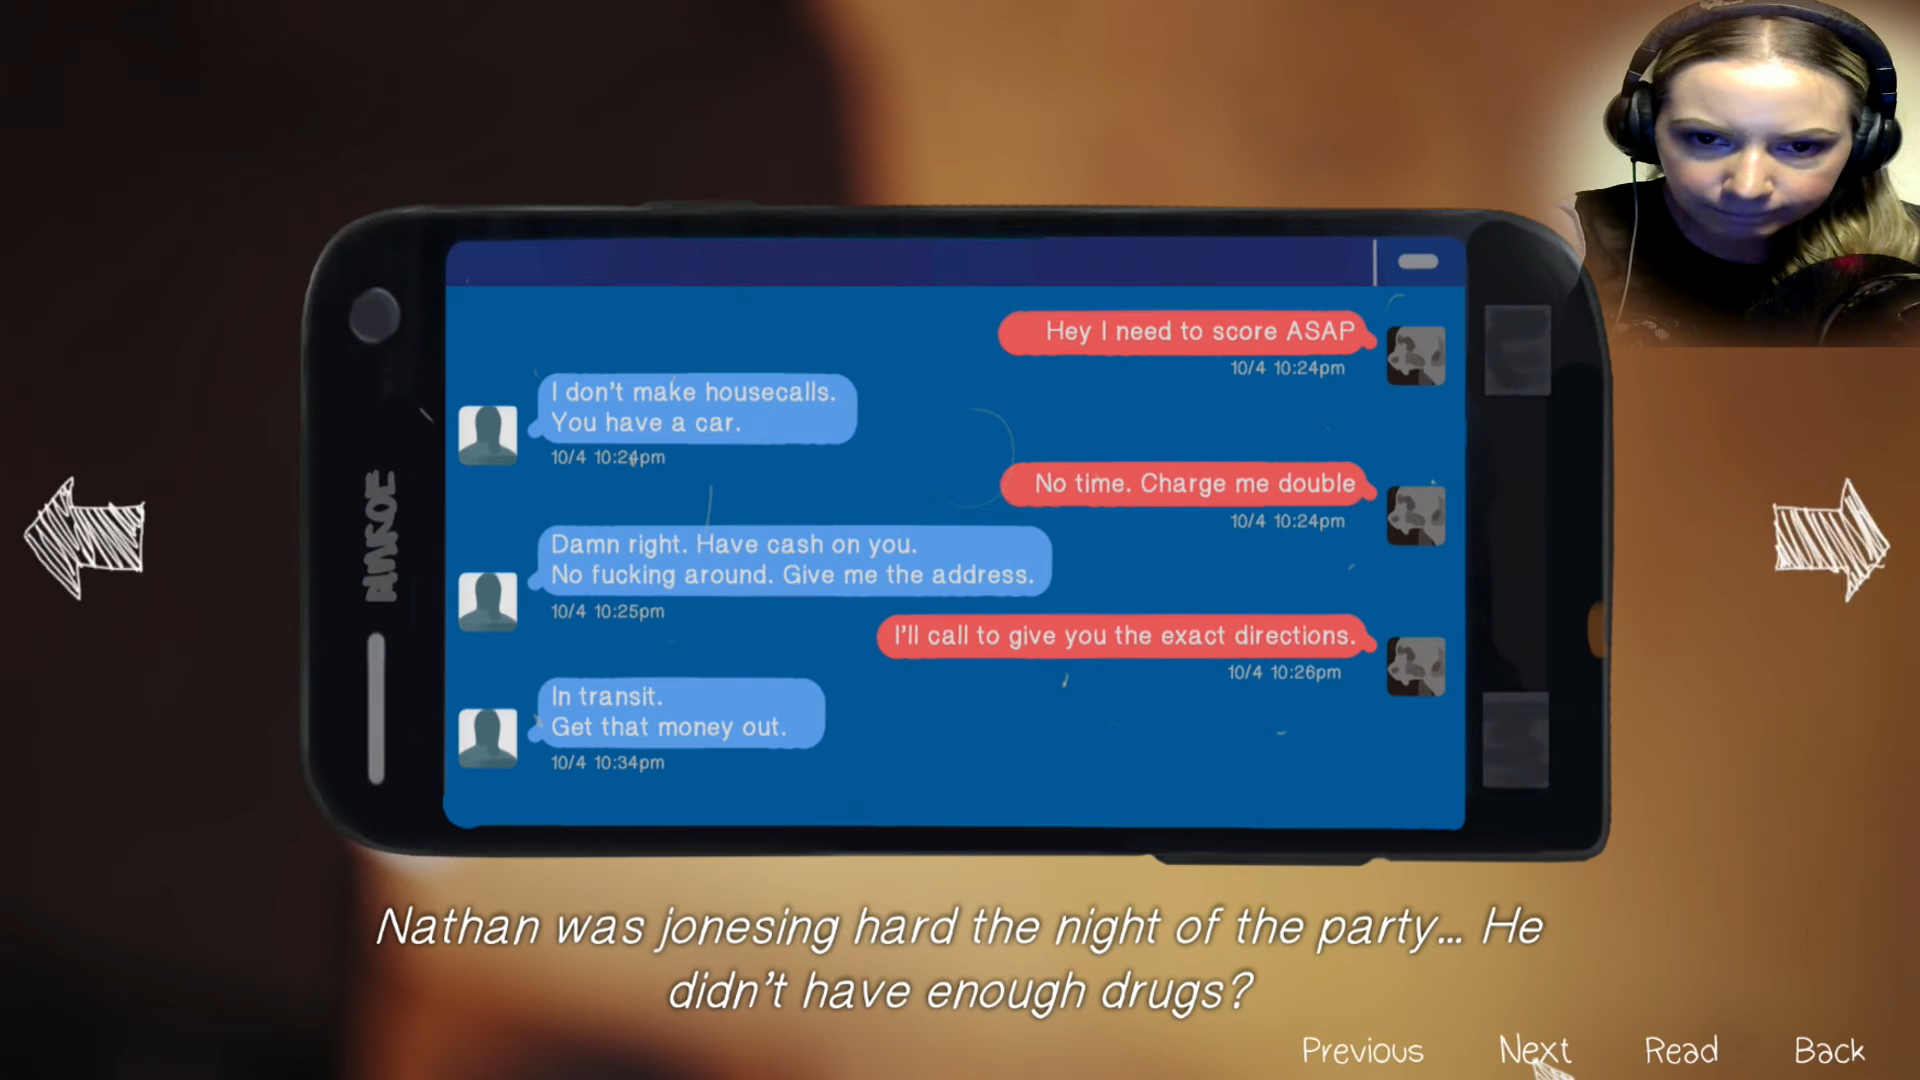 Hey I need to score ASAP
10/4 10:24pm
I don't make housecalls.
You have a car.
10/4 10:24pm
No time. Charge me double
10/4 10:24pm
Damn right. Have cash on you.
No fucking around. Give me the address.
10/4 10:25pm
I'll call to give you the exact directions.
10/4 10:26pm
In transit.
Get that money out.
10/4 10:34pm
Nathan was jonesing hard the night of the party... He
didn't have enough drugs?
Previous
Next
Read
Back